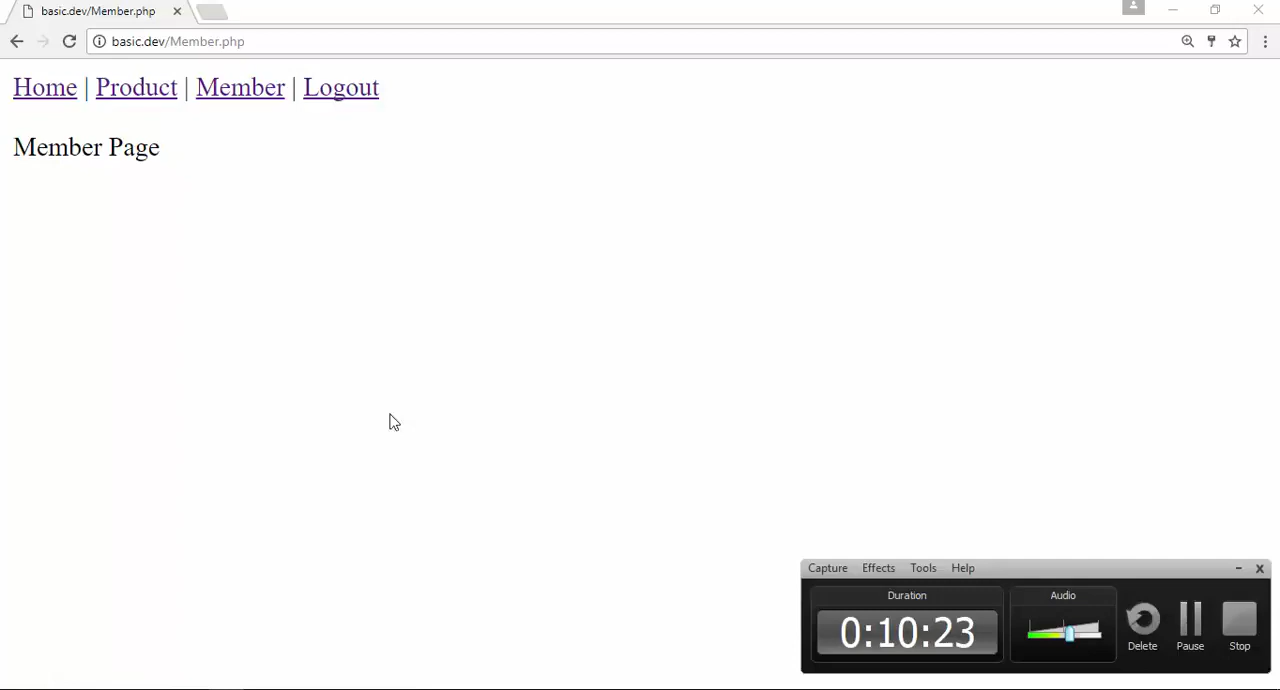 basic.dev/Member.php
basic.dev/Member.php
Home | Product | Member | Logout
Member Page
Capture Effects Tools Help
Duration
Audio
0:10:23
Delete
Pause
Stop